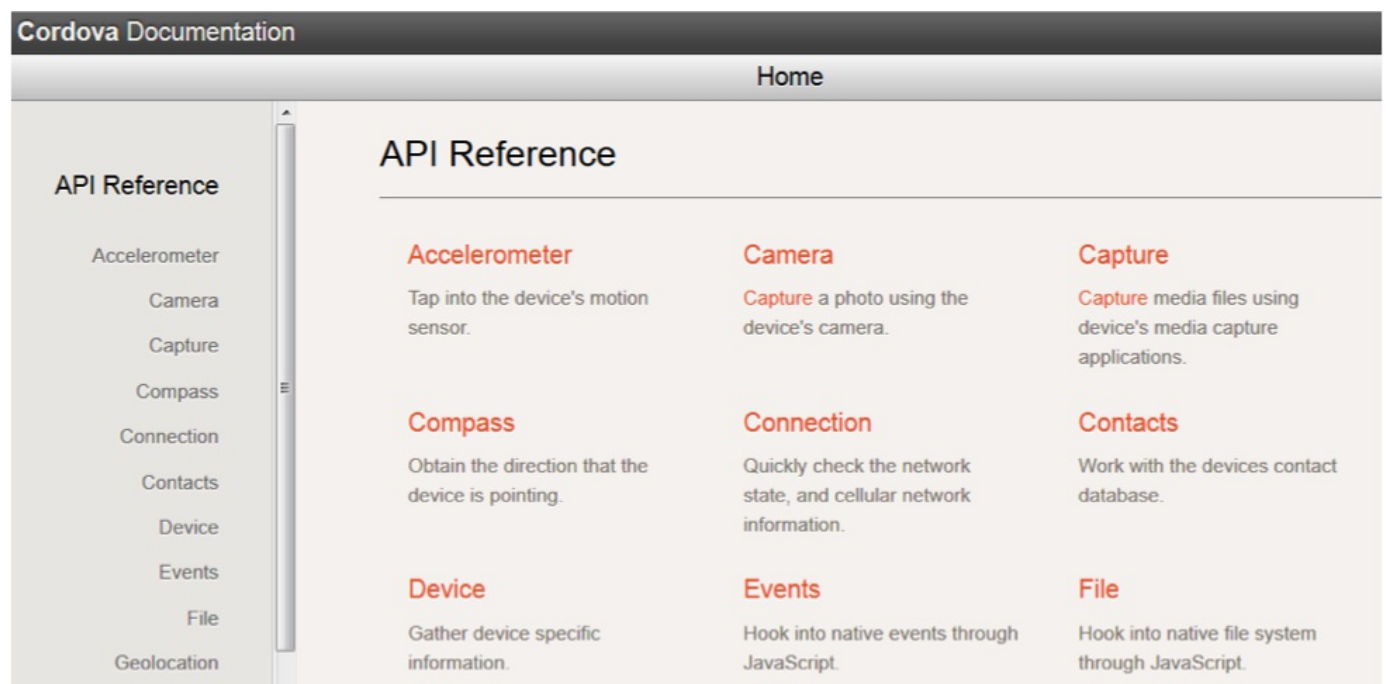 Cordova Documentation
Home
API Reference
Accelerometer
Camera
Capture
Compass
Connection
Contacts
Device
Events
File
Geolocation
API Reference
Accelerometer
Tap into the device's motion
sensor.
Camera
Capture a photo using the
device's camera.
Capture
Capture media files using
device's media capture
applications.
Compass
Obtain the direction that the
device is pointing.
Connection
Quickly check the network
state, and cellular network
information.
Contacts
Work with the devices contact
database.
Device
Gather device specific
information.
Events
Hook into native events through
JavaScript.
File
Hook into native file system
through JavaScript.